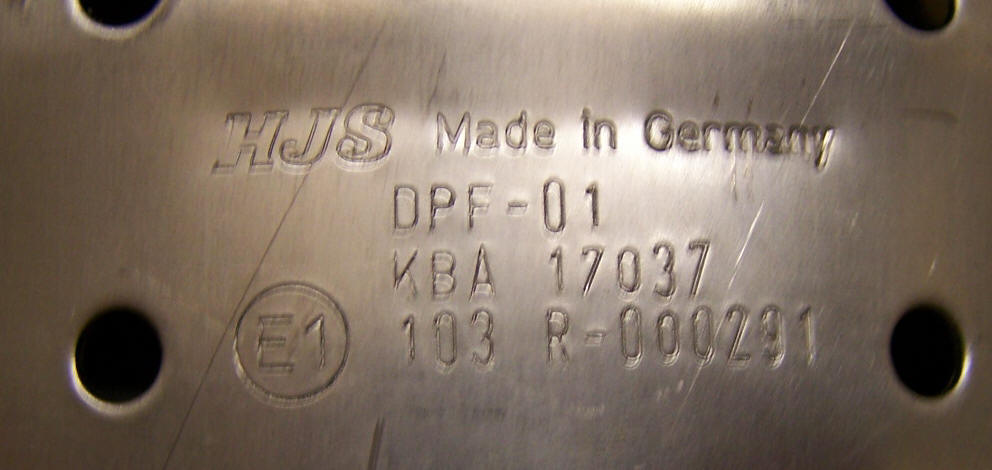 HJS Made in Germany
DPF-01
KBA 17037
E1 103 R-000291